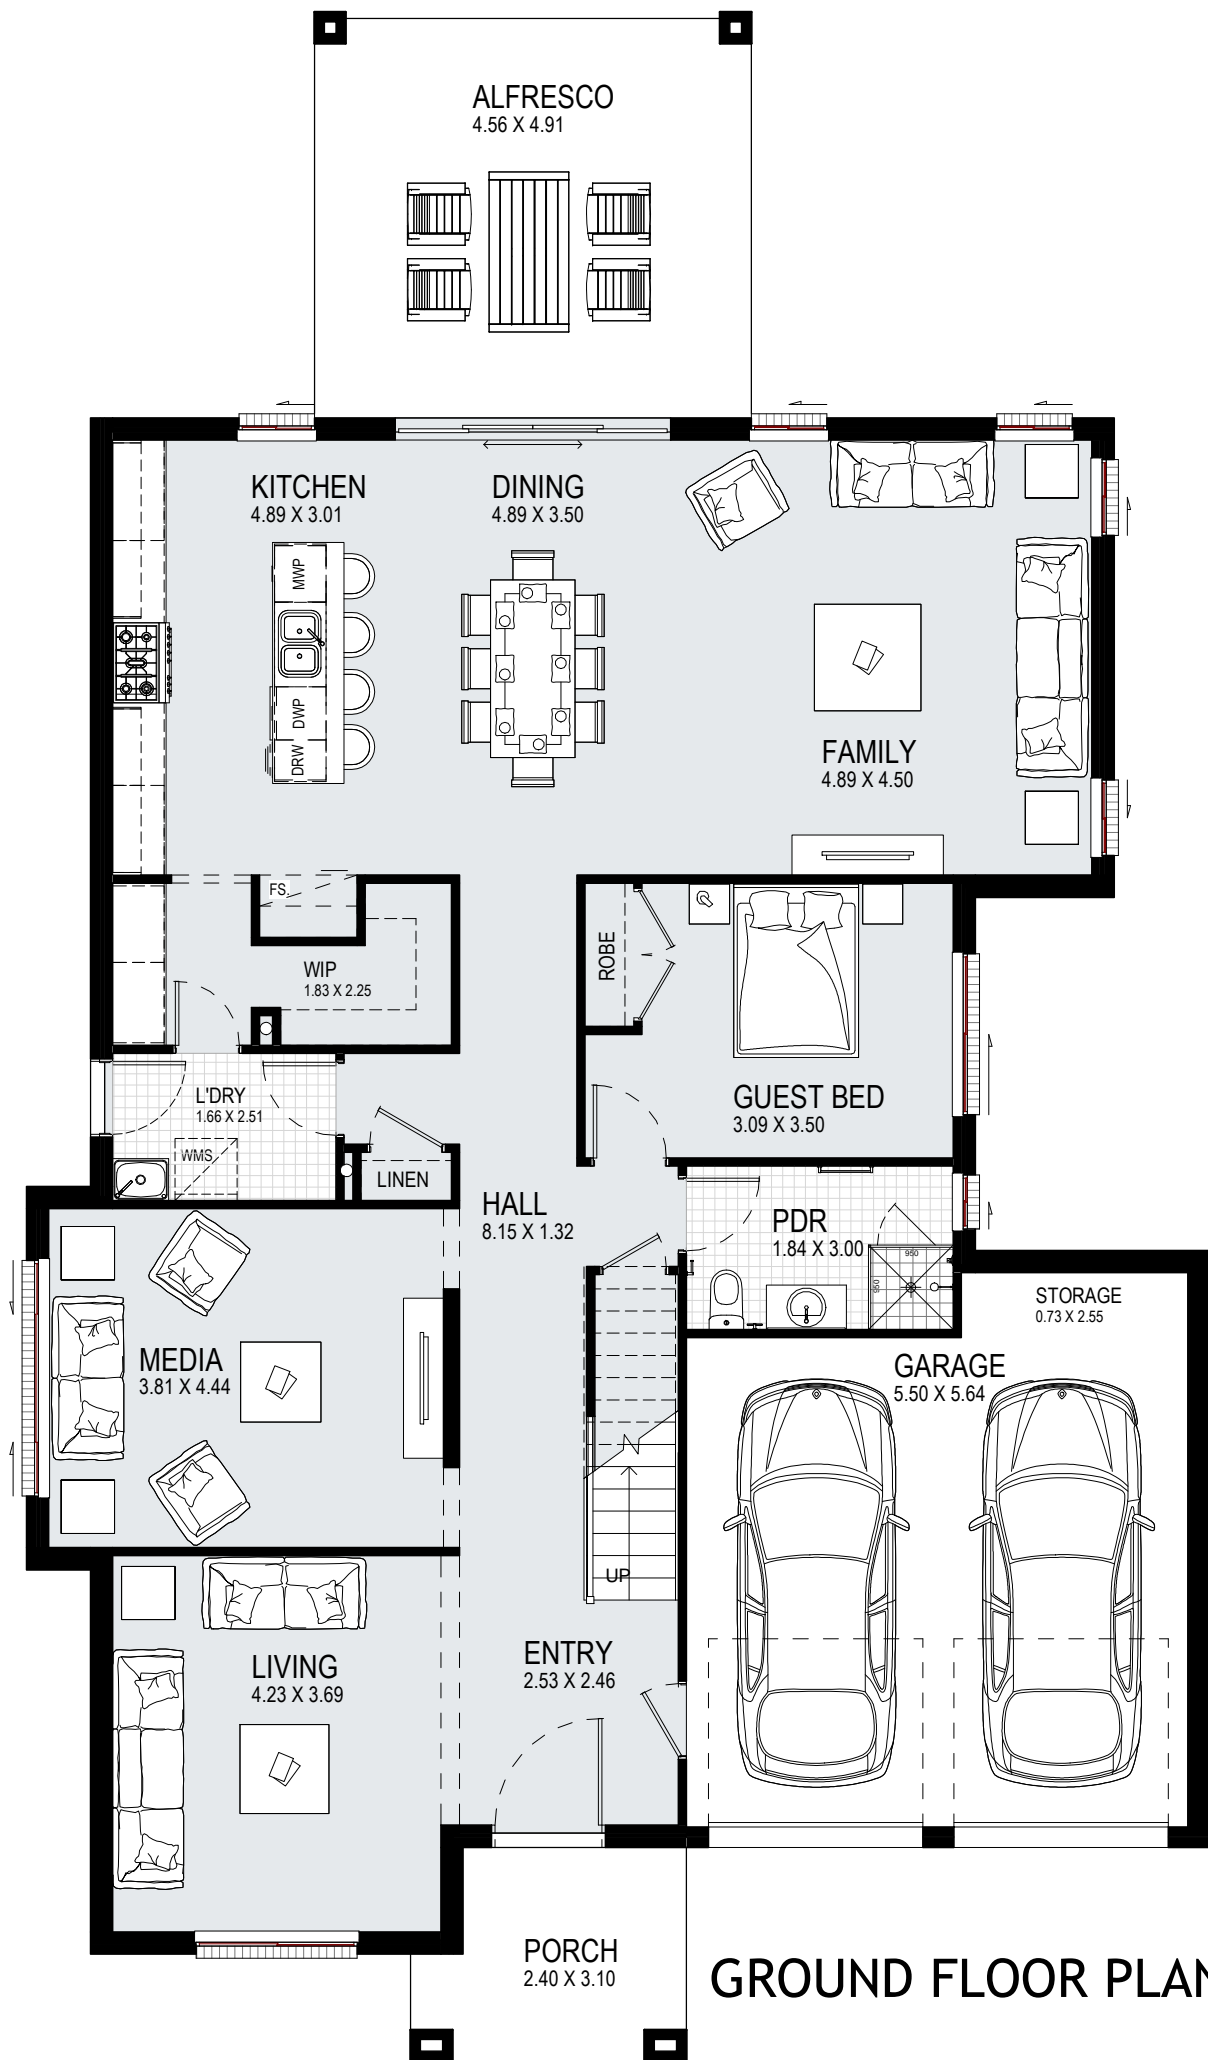 ALFRESCO
4.56 X 4.91
KITCHEN
4.89 X 3.01
DINING
4.89 X 3.50
MWP
DWP
DRW
FAMILY
4.89 X 4.50
FS.
WIP
1.83 X 2.25
ROBE
L'DRY
1.66 X 2.51
WMS
LINEN
GUEST BED
3.09 X 3.50
HALL
8.15 X 1.32
PDR
1.84 X 3.00
950
950
STORAGE
0.73 X 2.55
MEDIA
3.81 X 4.44
GARAGE
5.50 X 5.64
UP
LIVING
4.23 X 3.69
ENTRY
2.53 X 2.46
PORCH
2.40 X 3.10
GROUND FLOOR PLAN